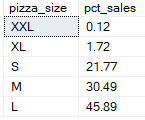 pizza_size pct_sales
XXL 0.12
XL 1.72
S 21.77
M 30.49
L 45.89